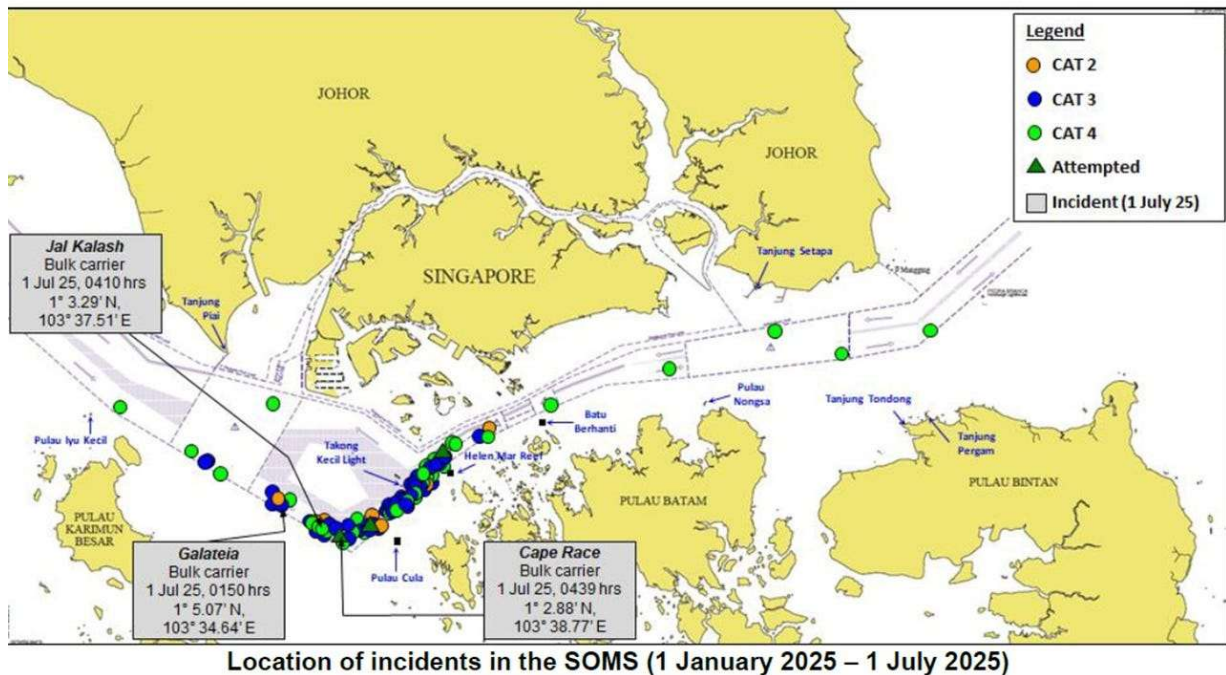 JOHOR
JOHOR
Legend
CAT 2
CAT 3
CAT 4
Attempted
Incident (1 July 25)
Jal Kalash
Bulk carrier
1 Jul 25, 0410 hrs
1° 3.29' N,
103° 37.51' E
Tanjung
Piai
SINGAPORE
Tanjung Setapa
Pulau Iyu Kecil
Takong
Kecil Light
Helen Mar Reef
Batu
Berhanti
Pulau
Nongsa
Tanjung Tondong
Tanjung
Pergam
PULAU
KARIMUN
BESAR
PULAU BATAM
PULAU BINTAN
Pulau Cula
Galateia
Bulk carrier
1 Jul 25, 0150 hrs
1° 5.07' N,
103° 34.64' E
Cape Race
Bulk carrier
1 Jul 25, 0439 hrs
1° 2.88' N,
103° 38.77' E
Location of incidents in the SOMS (1 January 2025 – 1 July 2025)